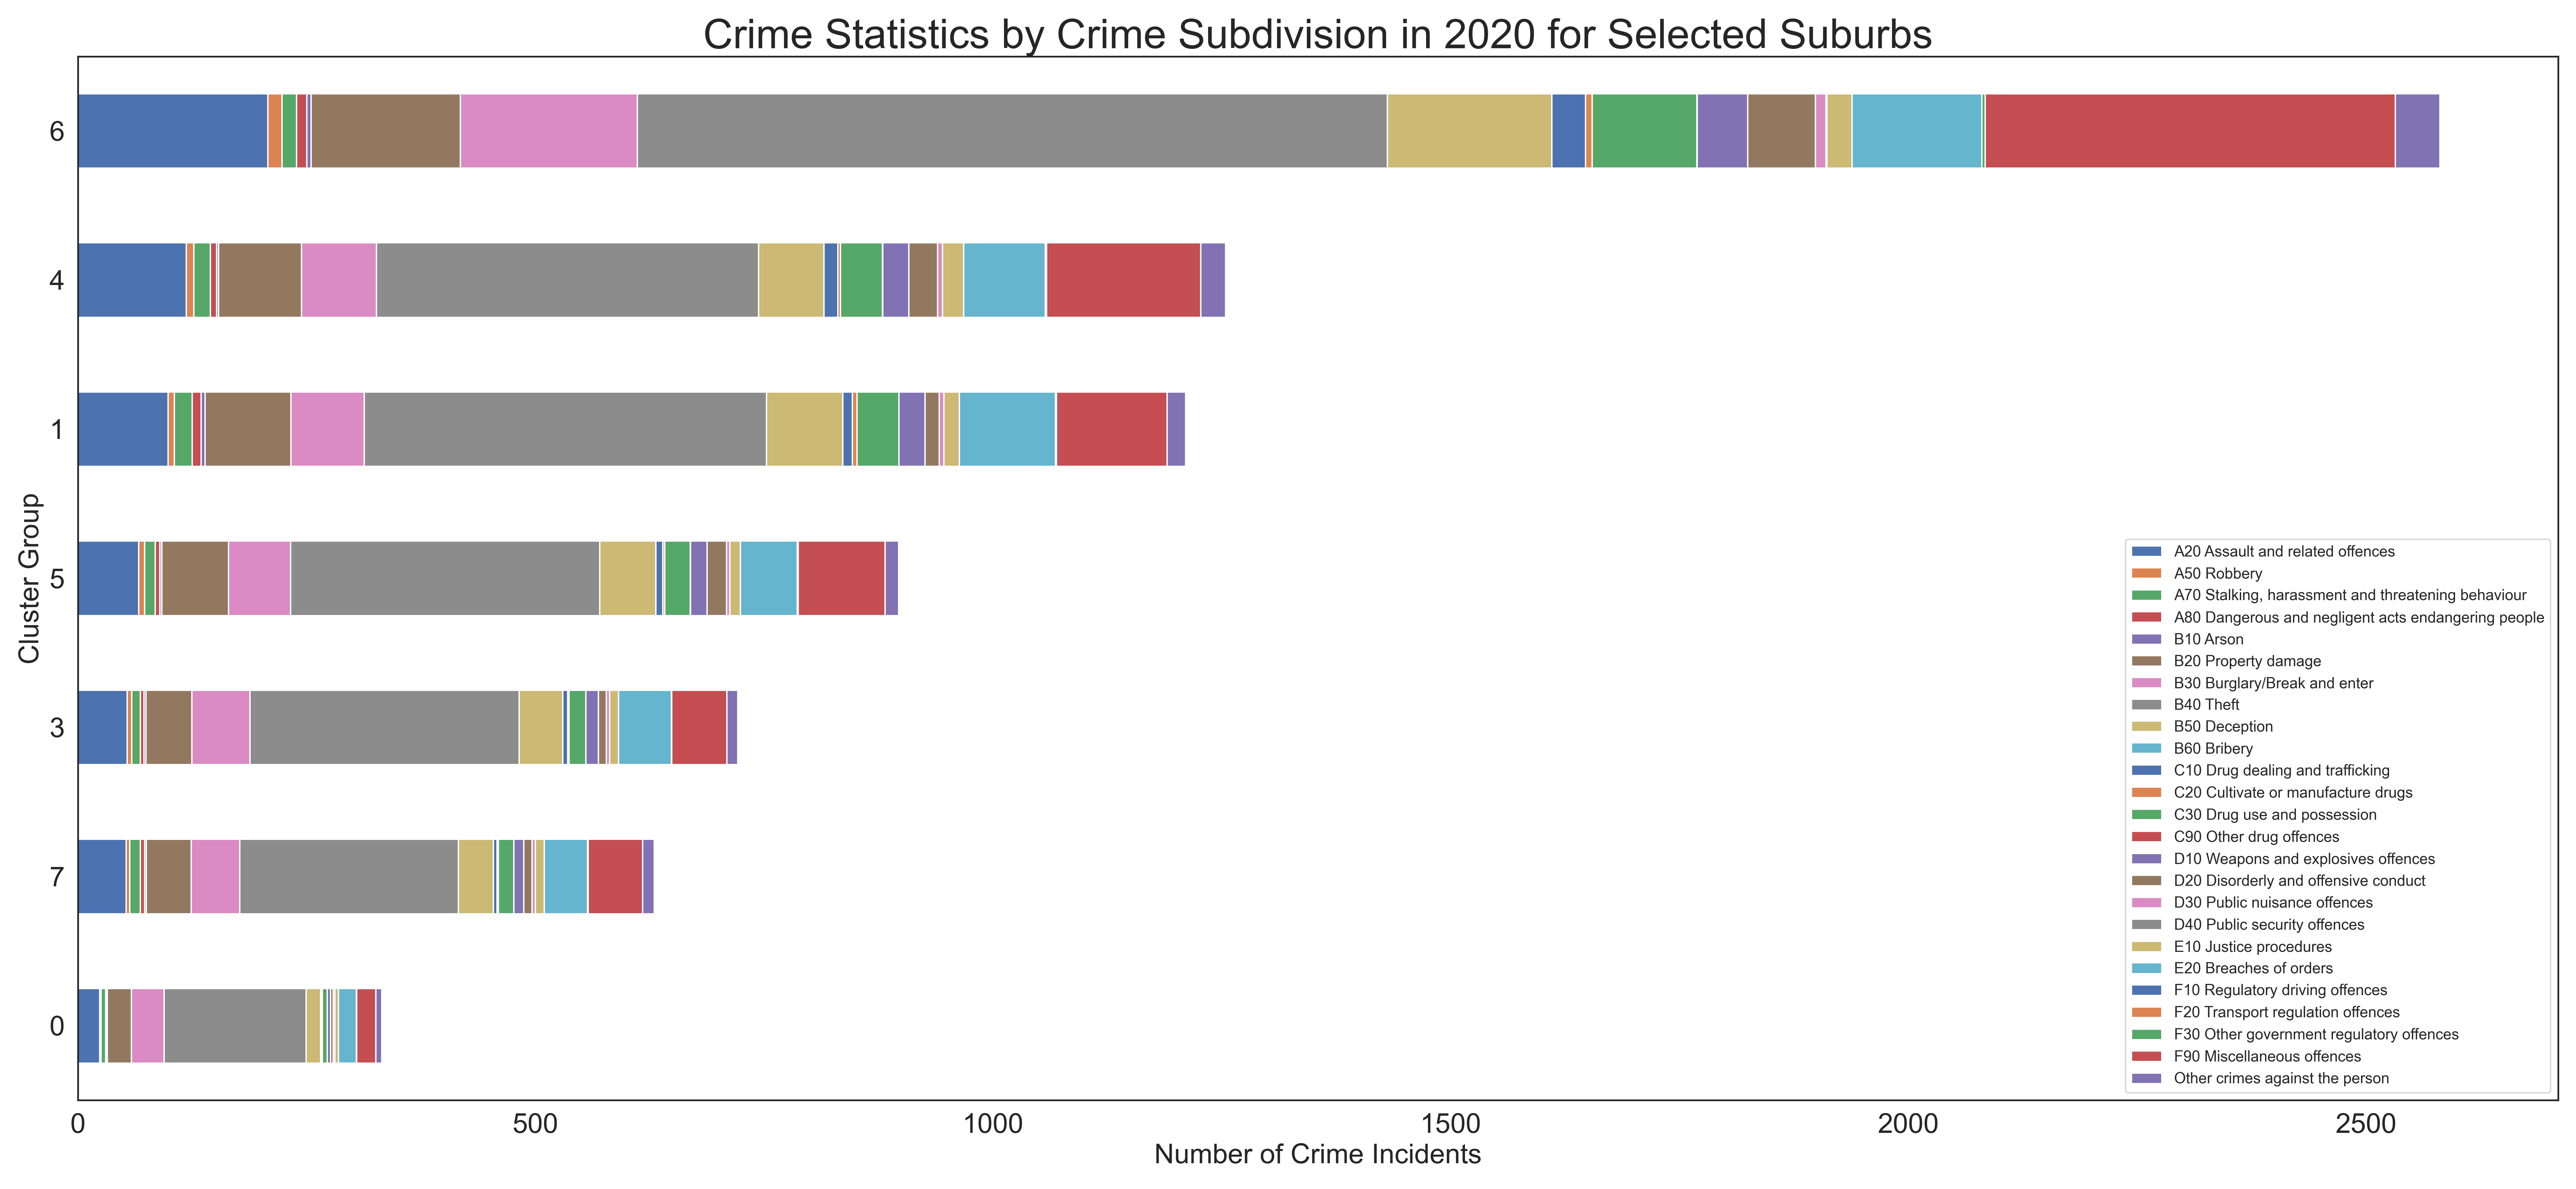 Crime Statistics by Crime Subdivision in 2020 for Selected Suburbs
Cluster Group
6
4
1
5
3
7
0
A20 Assault and related offences
A50 Robbery
A70 Stalking, harassment and threatening behaviour
A80 Dangerous and negligent acts endangering people
B10 Arson
B20 Property damage
B30 Burglary/Break and enter
B40 Theft
B50 Deception
B60 Bribery
C10 Drug dealing and trafficking
C20 Cultivate or manufacture drugs
C30 Drug use and possession
C90 Other drug offences
D10 Weapons and explosives offences
D20 Disorderly and offensive conduct
D30 Public nuisance offences
D40 Public security offences
E10 Justice procedures
E20 Breaches of orders
F10 Regulatory driving offences
F20 Transport regulation offences
F30 Other government regulatory offences
F90 Miscellaneous offences
Other crimes against the person
0 500 1000 1500 2000 2500
Number of Crime Incidents